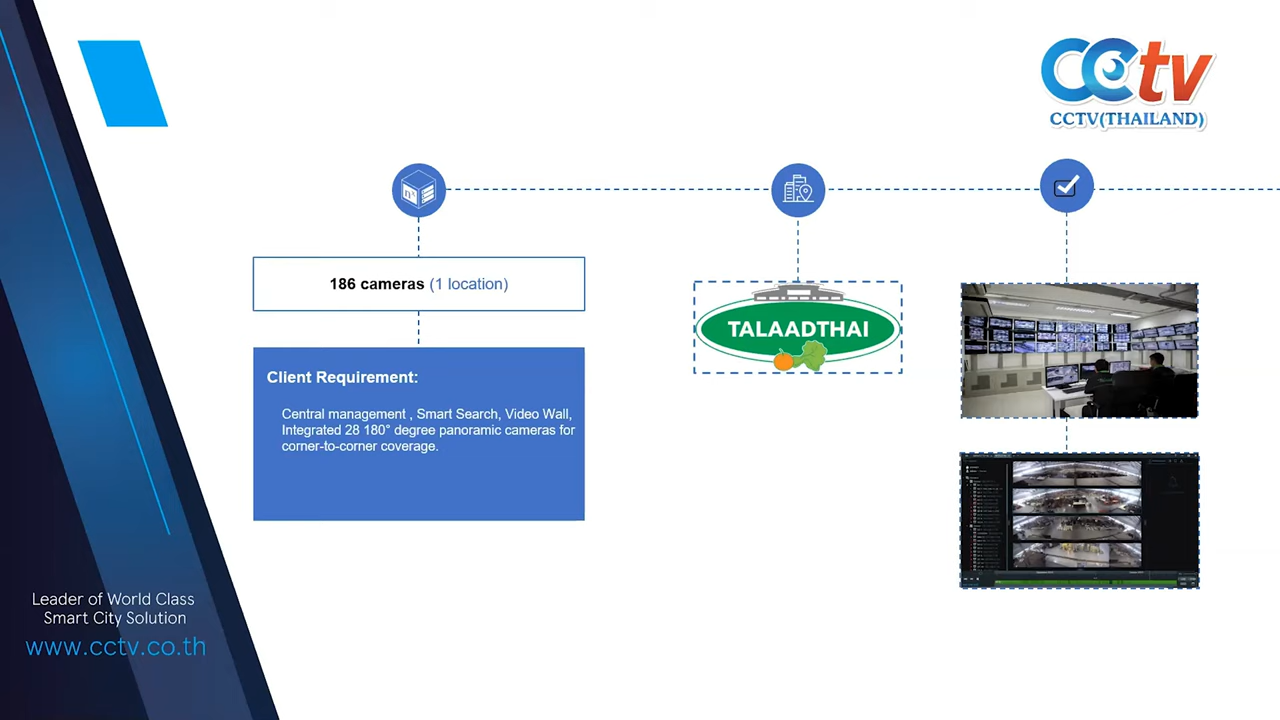 CCtv
CCTV(THAILAND)
186 cameras (1 location)
Client Requirement:
Central management , Smart Search, Video Wall,
Integrated 28 180° degree panoramic cameras for
corner-to-corner coverage.
TALAADTHAI
Leader of World Class
Smart City Solution
www.cctv.co.th